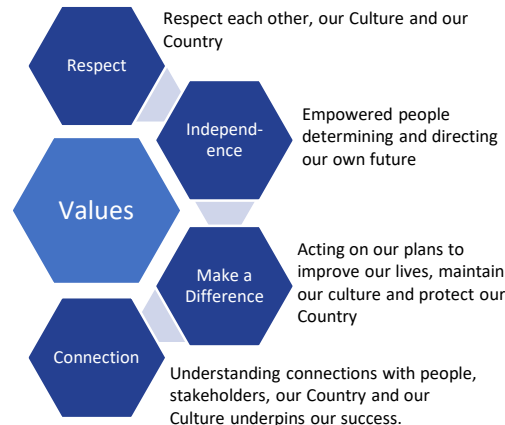 Respect each other, our Culture and our
Country
Respect
Independ-
ence
Empowered people
determining and directing
our own future
Values
Make a
Difference
Acting on our plans to
improve our lives, maintain
our culture and protect our
Country
Connection
Understanding connections with people,
stakeholders, our Country and our
Culture underpins our success.